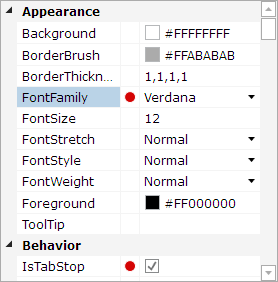 Appearance
Background #FFFFFFFF
BorderBrush #FFABABAB
BorderThickn... 1,1,1,1
FontFamily Verdana
FontSize 12
FontStretch Normal
FontStyle Normal
FontWeight Normal
Foreground #FF000000
ToolTip
Behavior
IsTabStop